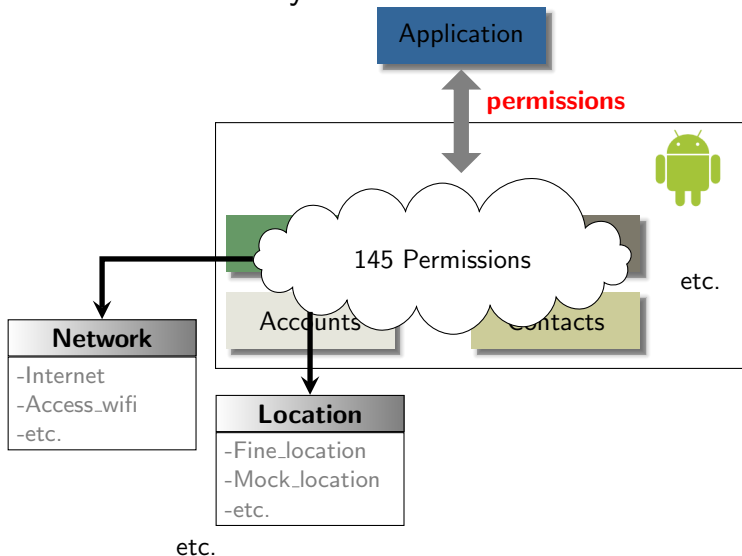 Application
permissions
145 Permissions
etc.
Accounts
Contacts
Network
-Internet
-Access_wifi
-etc.
Location
-Fine_location
-Mock_location
-etc.
etc.